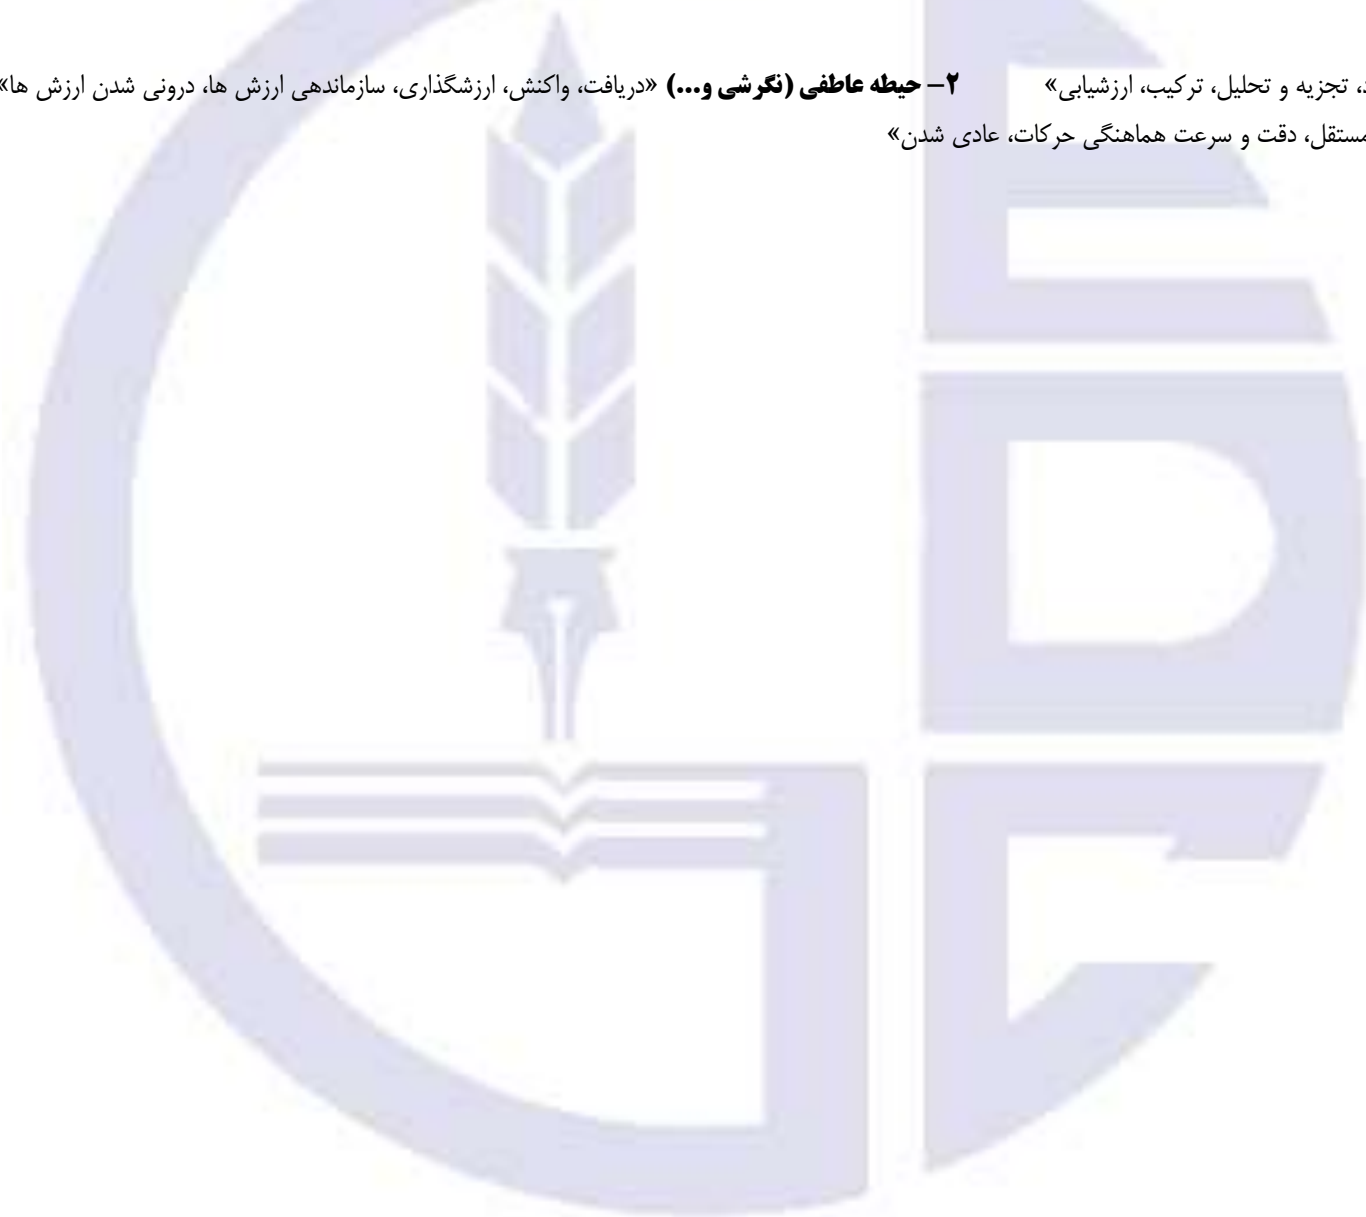 د، تجزیه و تحلیل، ترکیب، ارزشیابی» ۲- حیطه عاطفی (نگرشی و...) «دریافت، واکنش، ارزشگذاری، سازماندهی ارزش ها، درونی شدن ارزش ها»
مستقل، دقت و سرعت هماهنگی حرکات، عادی شدن»